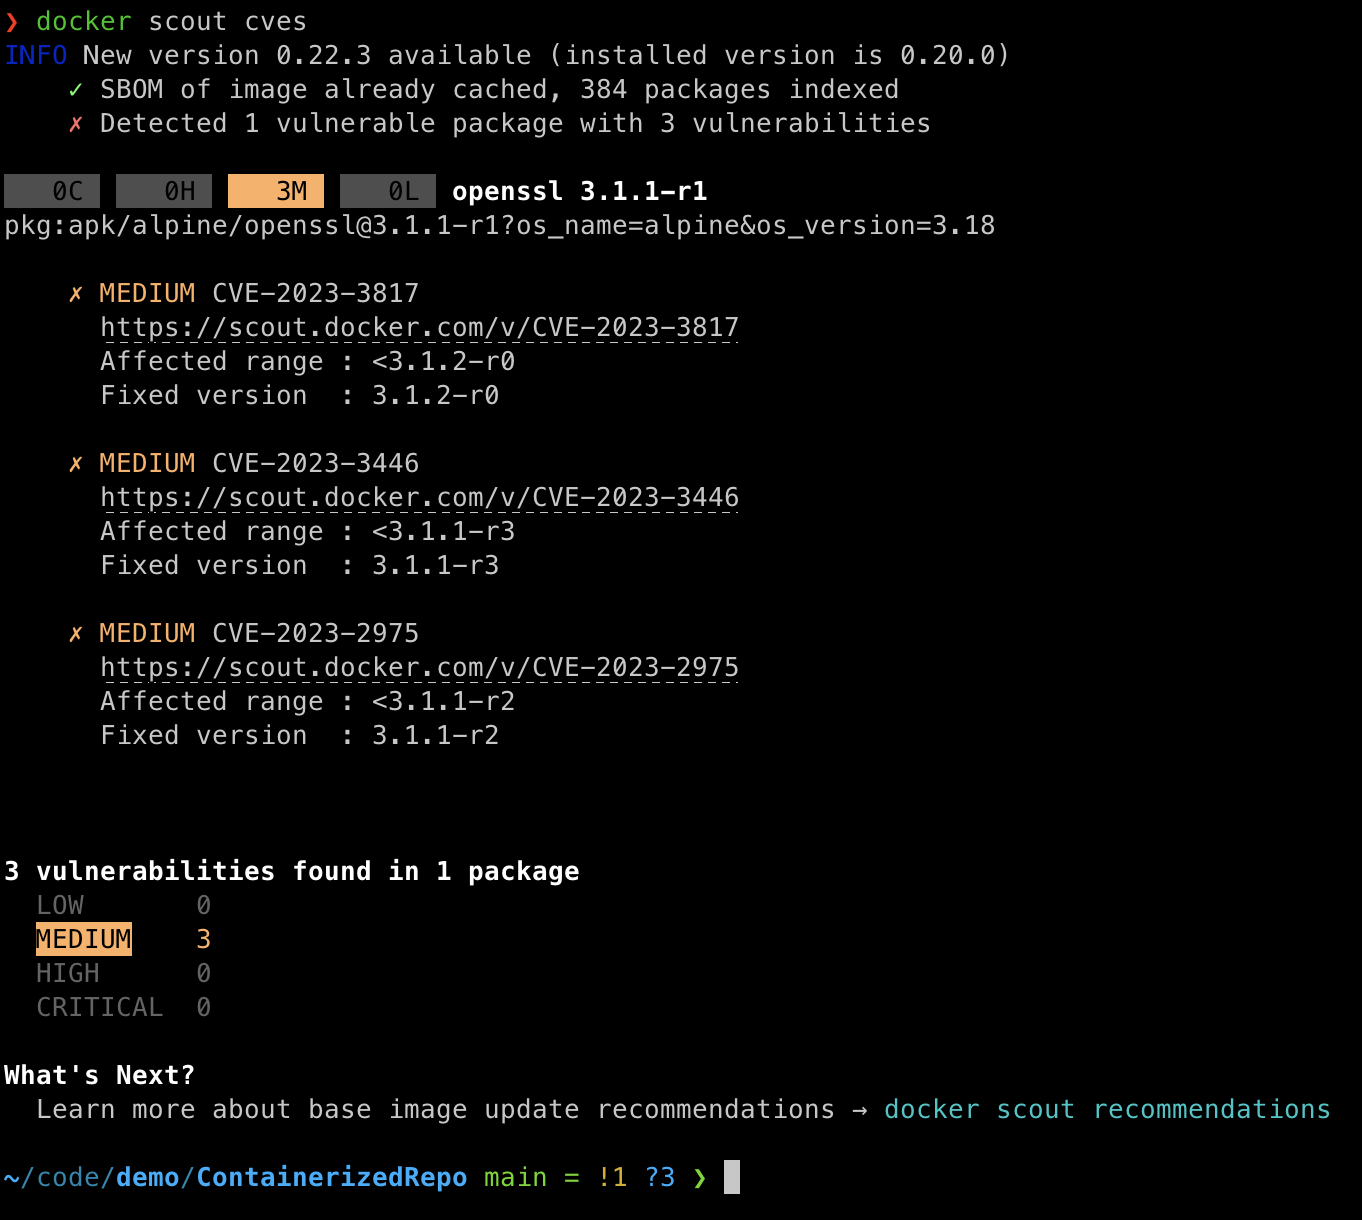 ❯ docker scout cves
INFO New version 0.22.3 available (installed version is 0.20.0)
✓ SBOM of image already cached, 384 packages indexed
✗ Detected 1 vulnerable package with 3 vulnerabilities
0C 0H 3M 0L openssl 3.1.1-r1
pkg:apk/alpine/openssl@3.1.1-r1?os_name=alpine&os_version=3.18
✗ MEDIUM CVE-2023-3817
https://scout.docker.com/v/CVE-2023-3817
Affected range : <3.1.2-r0
Fixed version  : 3.1.2-r0
✗ MEDIUM CVE-2023-3446
https://scout.docker.com/v/CVE-2023-3446
Affected range : <3.1.1-r3
Fixed version  : 3.1.1-r3
✗ MEDIUM CVE-2023-2975
https://scout.docker.com/v/CVE-2023-2975
Affected range : <3.1.1-r2
Fixed version  : 3.1.1-r2
3 vulnerabilities found in 1 package
LOW 0
MEDIUM 3
HIGH 0
CRITICAL 0
What's Next?
Learn more about base image update recommendations → docker scout recommendations
~/code/demo/ContainerizedRepo main = !1 ?3 ❯